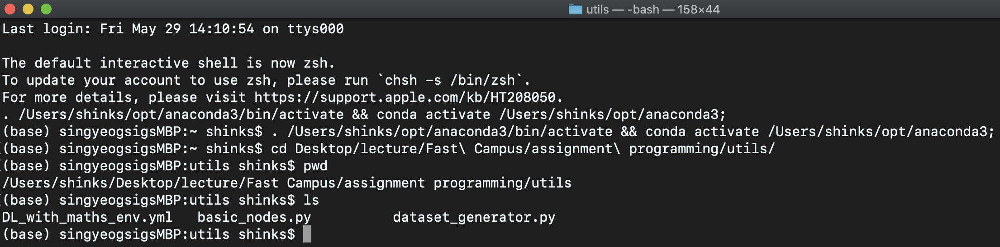 utils — -bash — 158×44
Last login: Fri May 29 14:10:54 on ttys000
The default interactive shell is now zsh.
To update your account to use zsh, please run `chsh -s /bin/zsh`.
For more details, please visit https://support.apple.com/kb/HT208050.
. /Users/shinks/opt/anaconda3/bin/activate && conda activate /Users/shinks/opt/anaconda3;
(base) singyeogsigsMBP:~ shinks$ . /Users/shinks/opt/anaconda3/bin/activate && conda activate /Users/shinks/opt/anaconda3;
(base) singyeogsigsMBP:~ shinks$ cd Desktop/lecture/Fast\ Campus/assignment\ programming/utils/
(base) singyeogsigsMBP:utils shinks$ pwd
/Users/shinks/Desktop/lecture/Fast Campus/assignment programming/utils
(base) singyeogsigsMBP:utils shinks$ ls
DL_with_maths_env.yml basic_nodes.py dataset_generator.py
(base) singyeogsigsMBP:utils shinks$